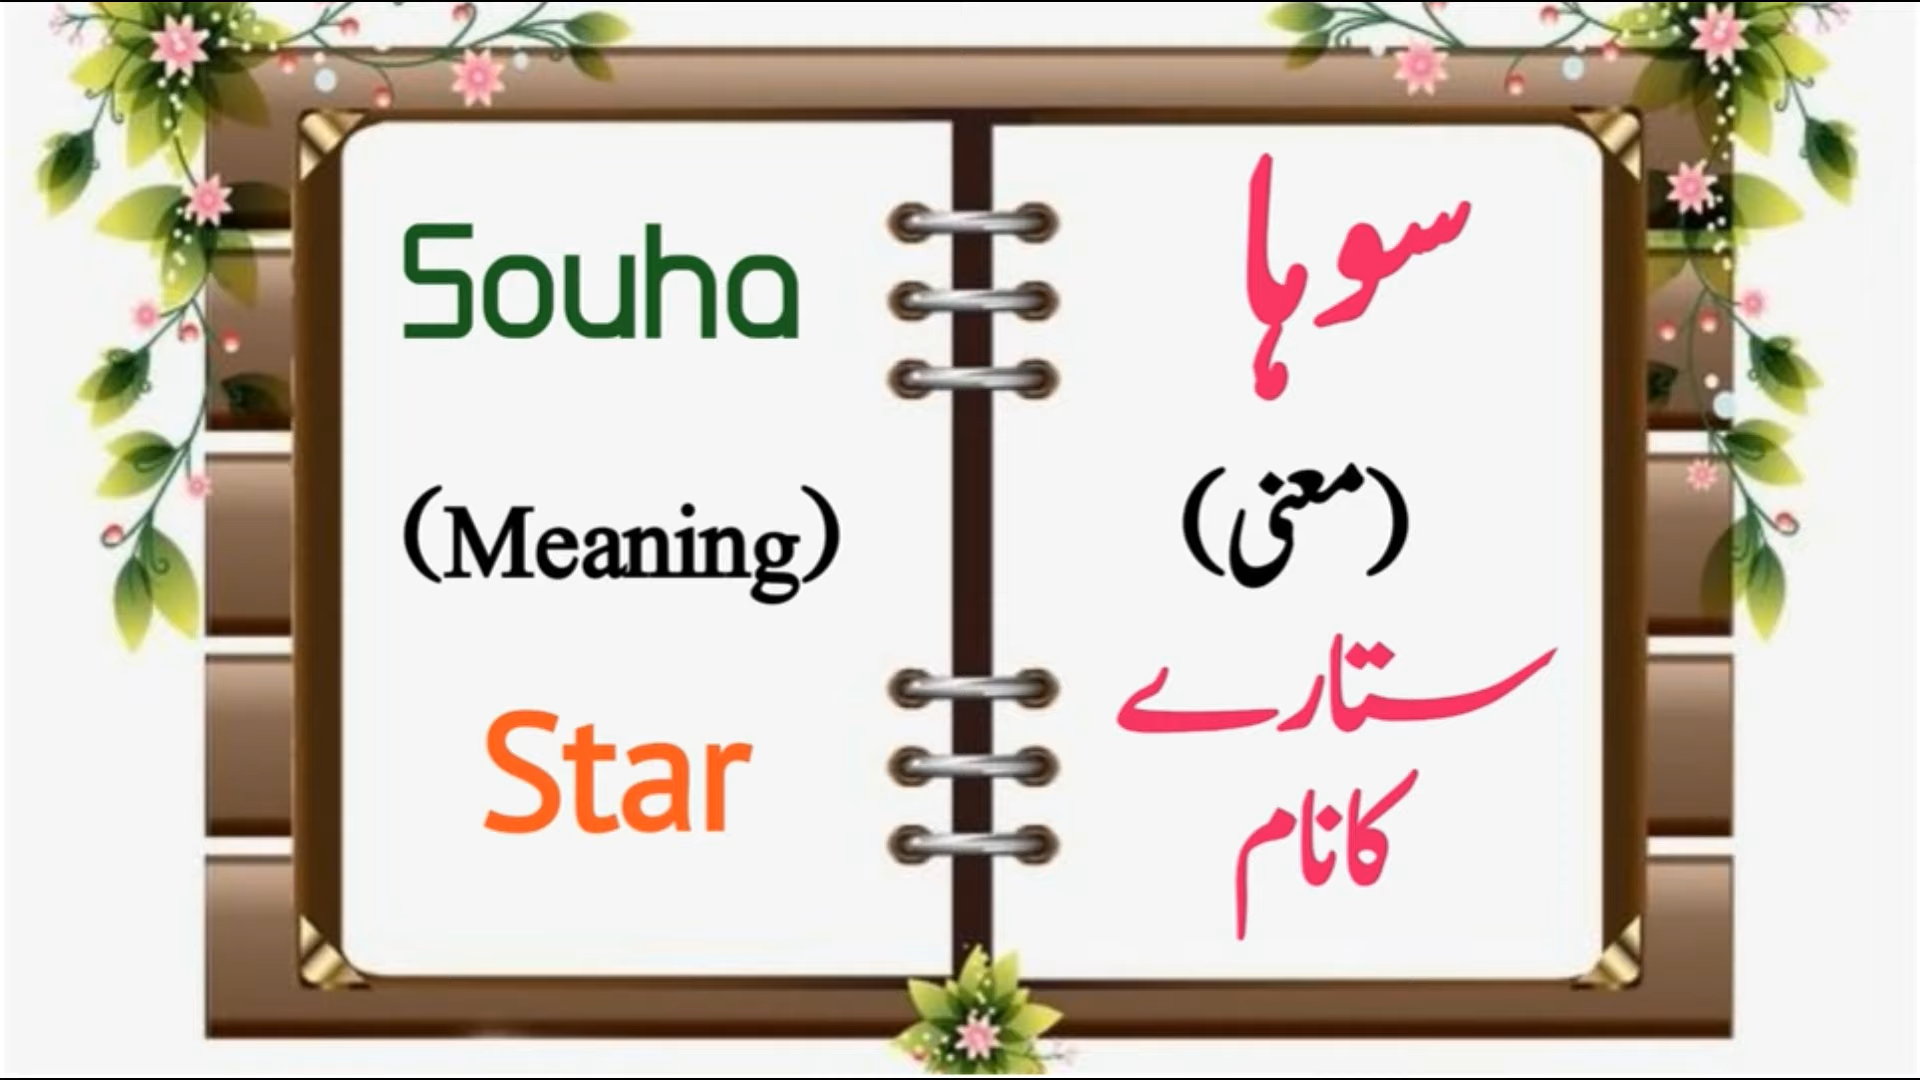 Souha
(Meaning)
Star
سوہا
(معنی)
ستارے
کا نام